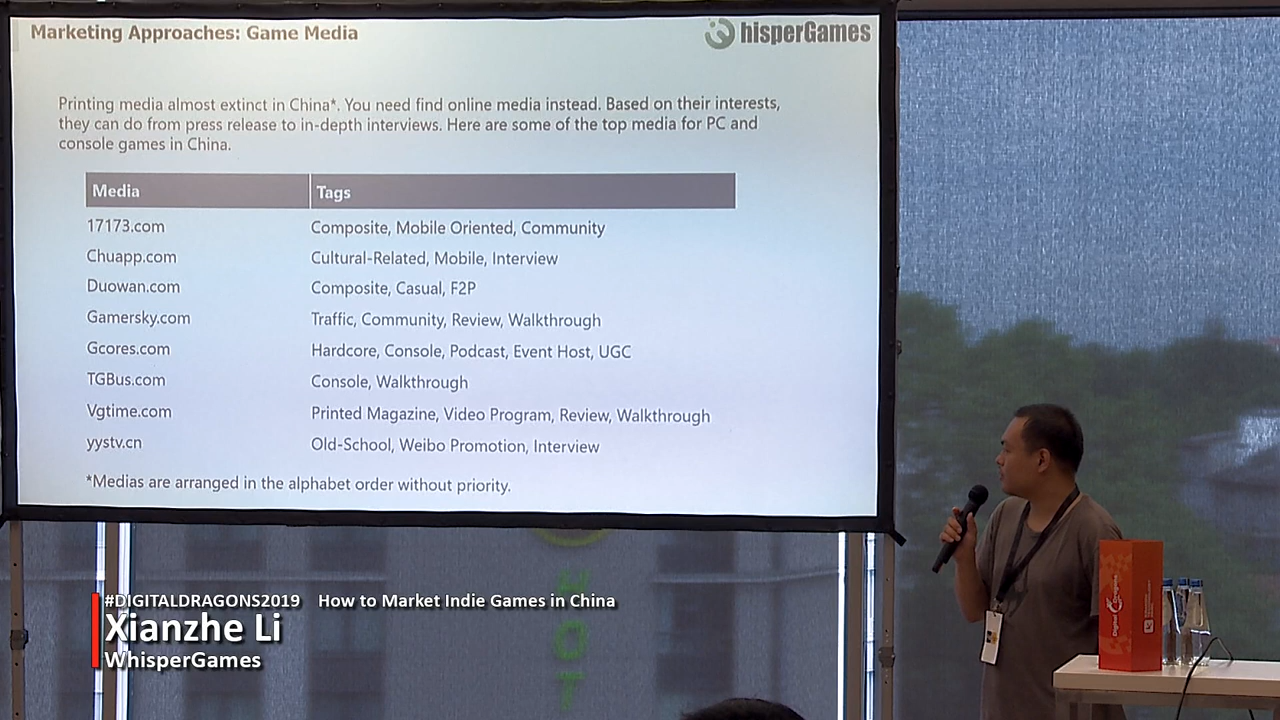 Marketing Approaches: Game Media
hisperGames
Printing media almost extinct in China*. You need find online media instead. Based on their interests,
they can do from press release to in-depth interviews. Here are some of the top media for PC and
console games in China.
Media Tags
17173.com Composite, Mobile Oriented, Community
Chuapp.com Cultural-Related, Mobile, Interview
Duowan.com Composite, Casual, F2P
Gamersky.com Traffic, Community, Review, Walkthrough
Gcores.com Hardcore, Console, Podcast, Event Host, UGC
TGBus.com Console, Walkthrough
Vgtime.com Printed Magazine, Video Program, Review, Walkthrough
yystv.cn Old-School, Weibo Promotion, Interview
*Medias are arranged in the alphabet order without priority.
HOT
Digital Dragons
#DIGITALDRAGONS2019 How to Market Indie Games in China
Xianzhe Li
WhisperGames